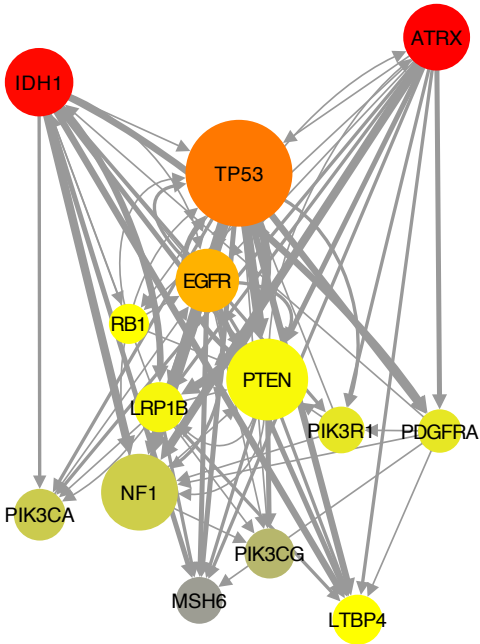 ATRX
IDH1
TP53
EGFR
RB1
PTEN
LRP1B
PIK3R1
PDGFRA
NF1
PIK3CA
PIK3CG
MSH6
LTBP4